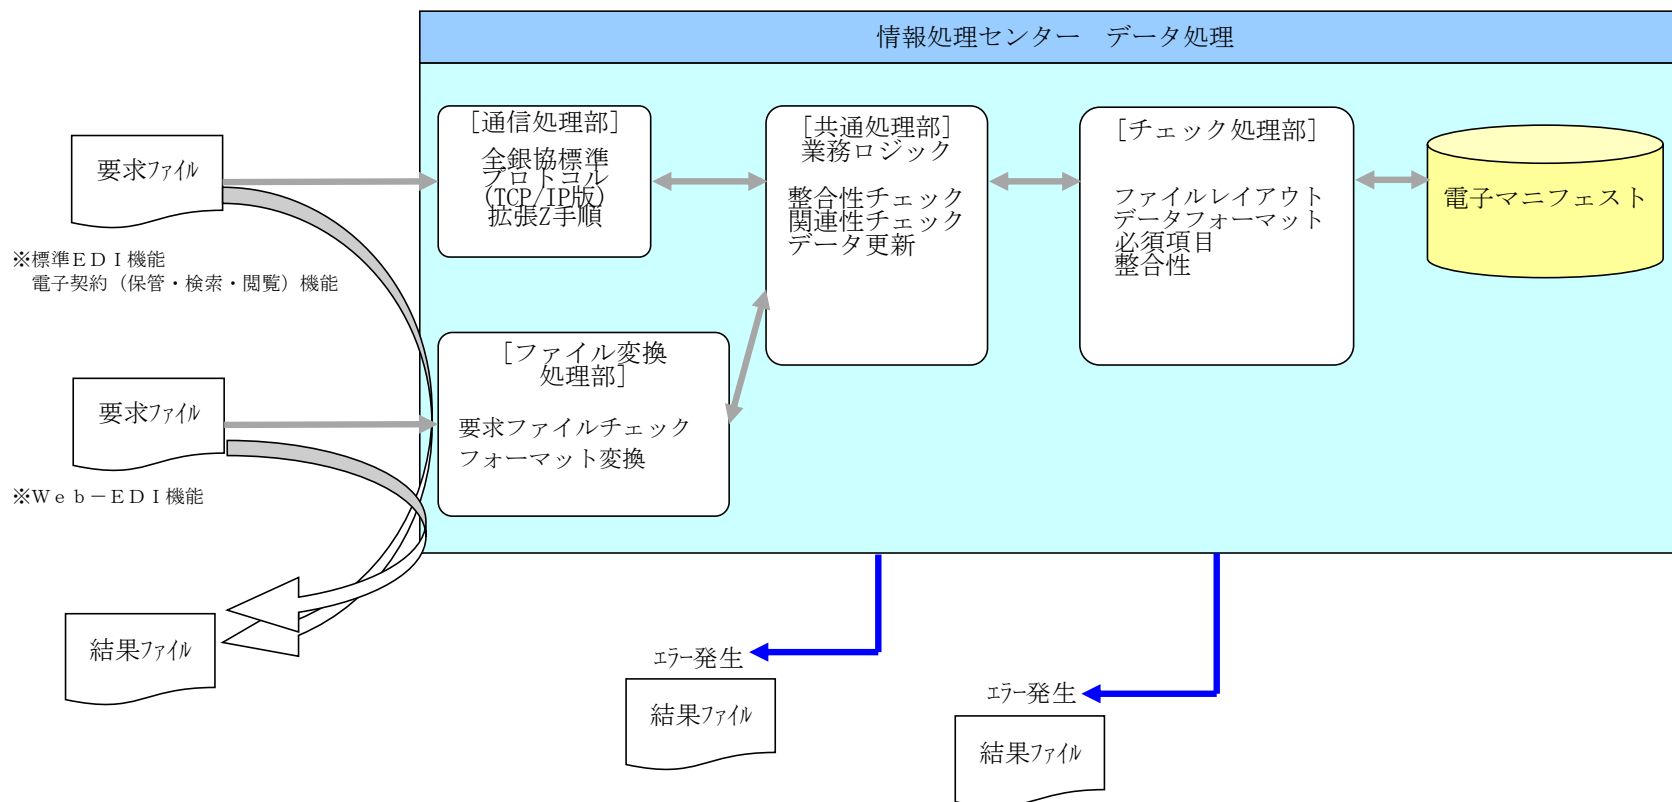 情報処理センター　データ処理
要求ファイル
※標準ＥＤＩ機能
電子契約（保管・検索・閲覧）機能
[通信処理部]
全銀協標準
プロトコル
(TCP/IP版)
拡張Z手順
[共通処理部]
業務ロジック
整合性チェック
関連性チェック
データ更新
[チェック処理部]
ファイルレイアウト
データフォーマット
必須項目
整合性
電子マニフェスト
要求ファイル
※Ｗｅｂ－ＥＤＩ機能
[ファイル変換
処理部]
要求ファイルチェック
フォーマット変換
結果ファイル
エラー発生
結果ファイル
エラー発生
結果ファイル